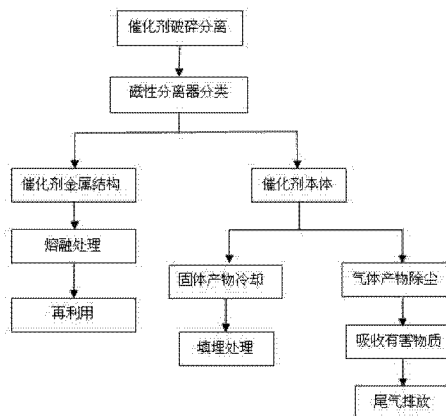 催化剂破碎分离
磁性分离器分类
催化剂金属结构
催化剂本体
熔融处理
固体产物冷却
气体产物除尘
再利用
填埋处理
吸收有害物质
尾气排放